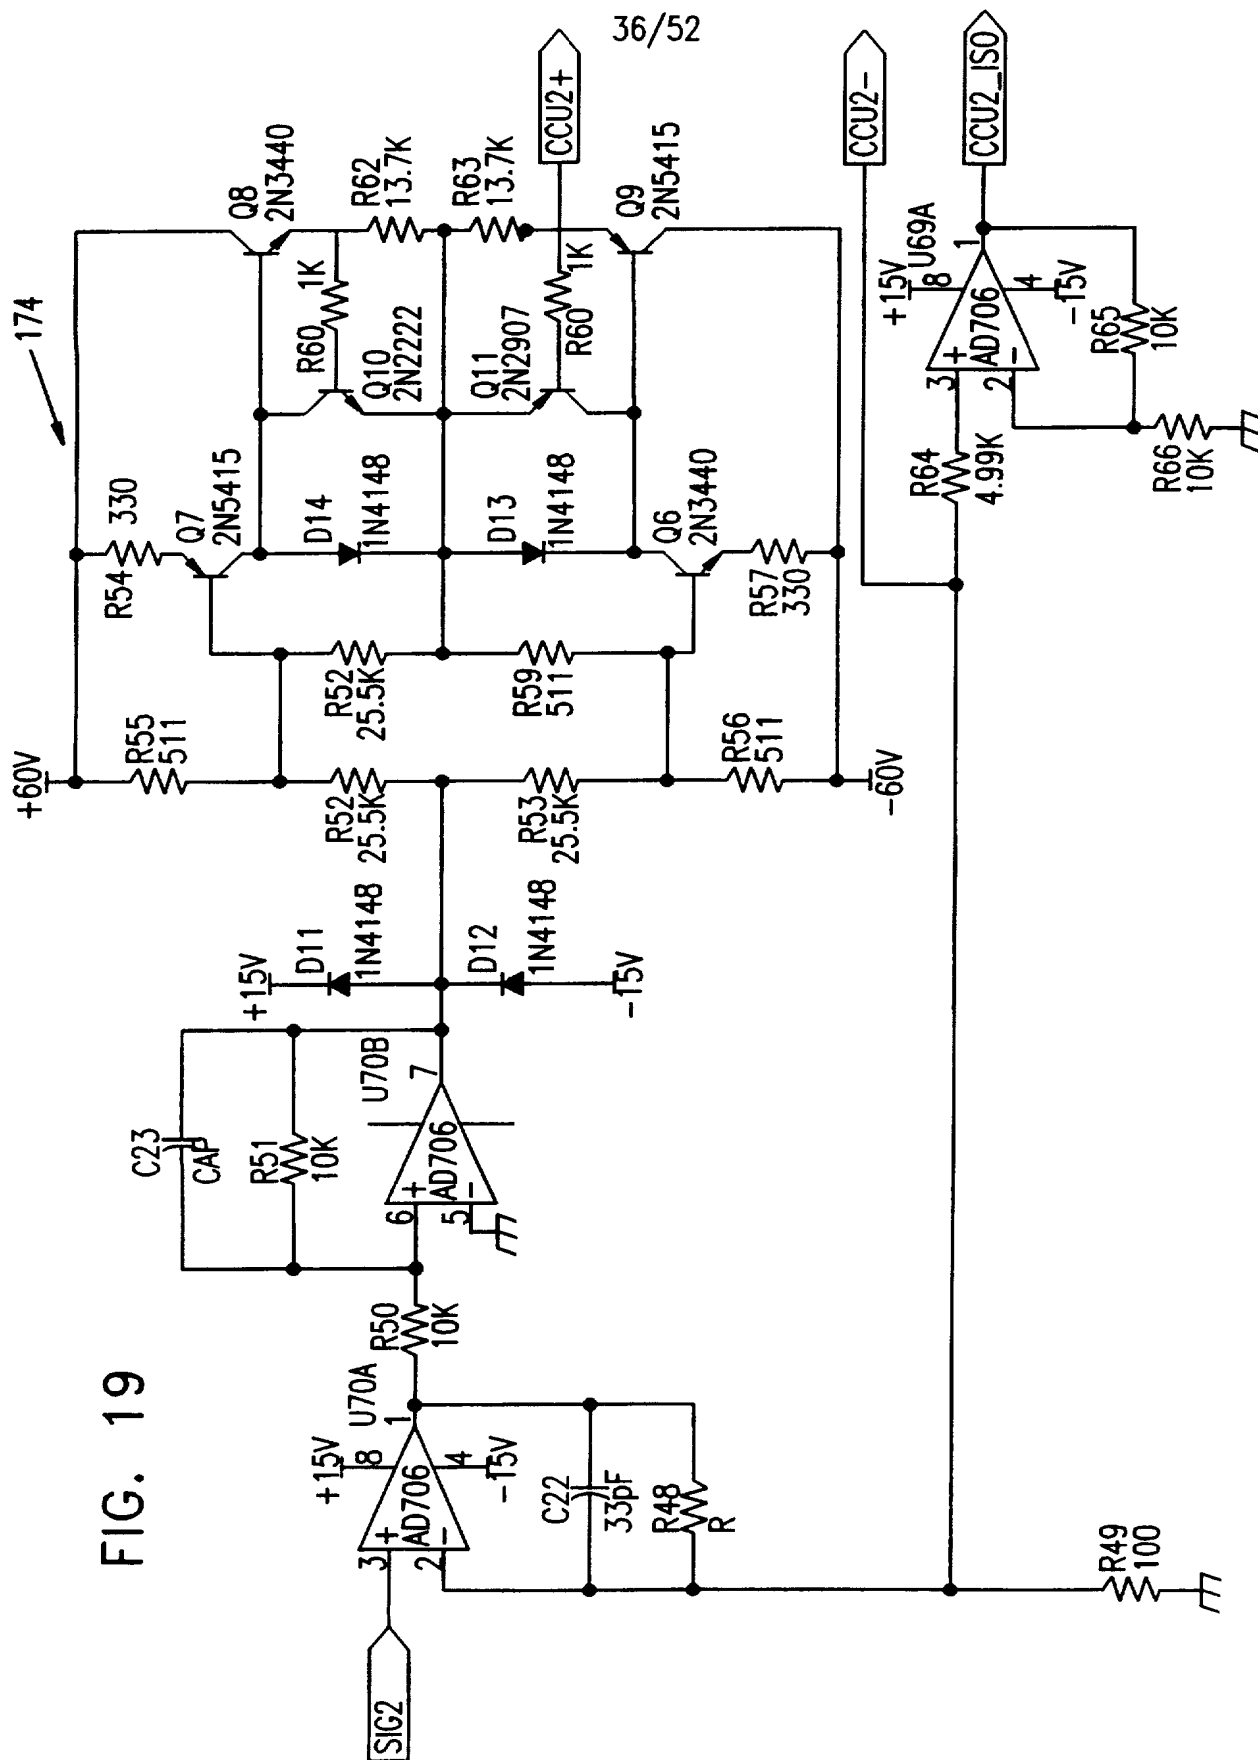 36/52
FIG. 19
174
SIG2
+15V
U70A
3
+
AD706
8
1
2
-
4
-15V
C22
33pF
R48
R
R49
100
R50
10K
C23
CAP
R51
10K
U70B
6
+
AD706
7
5
-
+15V
D11
1N4148
D12
1N4148
-15V
+60V
R55
511
R52
25.5K
R53
25.5K
R56
511
-60V
R52
25.5K
R59
511
R54
330
Q7
2N5415
D14
1N4148
D13
1N4148
Q6
2N3440
R57
330
R60
1K
Q10
2N2222
Q11
2N2907
R60
1K
Q8
2N3440
R62
13.7K
R63
13.7K
Q9
2N5415
CCU2+
CCU2-
CCU2_ISO
R64
4.99K
+15V
U69A
3
+
AD706
8
1
2
-
4
-15V
R65
10K
R66
10K